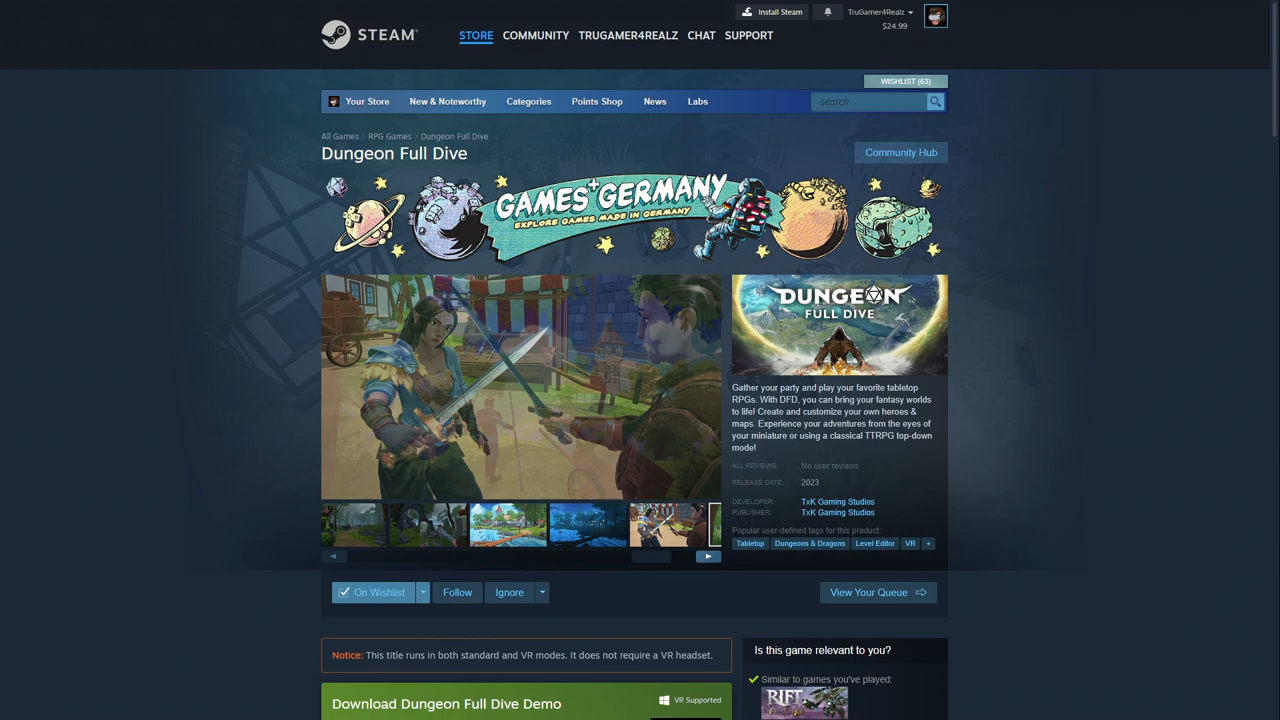 Install Steam
TruGamer4Realz
$24.99
STEAM®
STORE
COMMUNITY
TRUGAMER4REALZ
CHAT
SUPPORT
WISHLIST (63)
Your Store
New & Noteworthy
Categories
Points Shop
News
Labs
search
All Games > RPG Games > Dungeon Full Dive
Dungeon Full Dive
Community Hub
GAMES+GERMANY
EXPLORE GAMES MADE IN GERMANY
DUNGEON
FULL DIVE
Gather your party and play your favorite tabletop
RPGs. With DFD, you can bring your fantasy worlds
to life! Create and customize your own heroes &
maps. Experience your adventures from the eyes of
your miniature or using a classical TTRPG top-down
mode!
ALL REVIEWS: No user reviews
RELEASE DATE: 2023
DEVELOPER: TxK Gaming Studios
PUBLISHER: TxK Gaming Studios
Popular user-defined tags for this product:
Tabletop
Dungeons & Dragons
Level Editor
VR
+
On Wishlist
Follow
Ignore
View Your Queue
Notice: This title runs in both standard and VR modes. It does not require a VR headset.
Is this game relevant to you?
Similar to games you've played:
RIFT
Download Dungeon Full Dive Demo
VR Supported